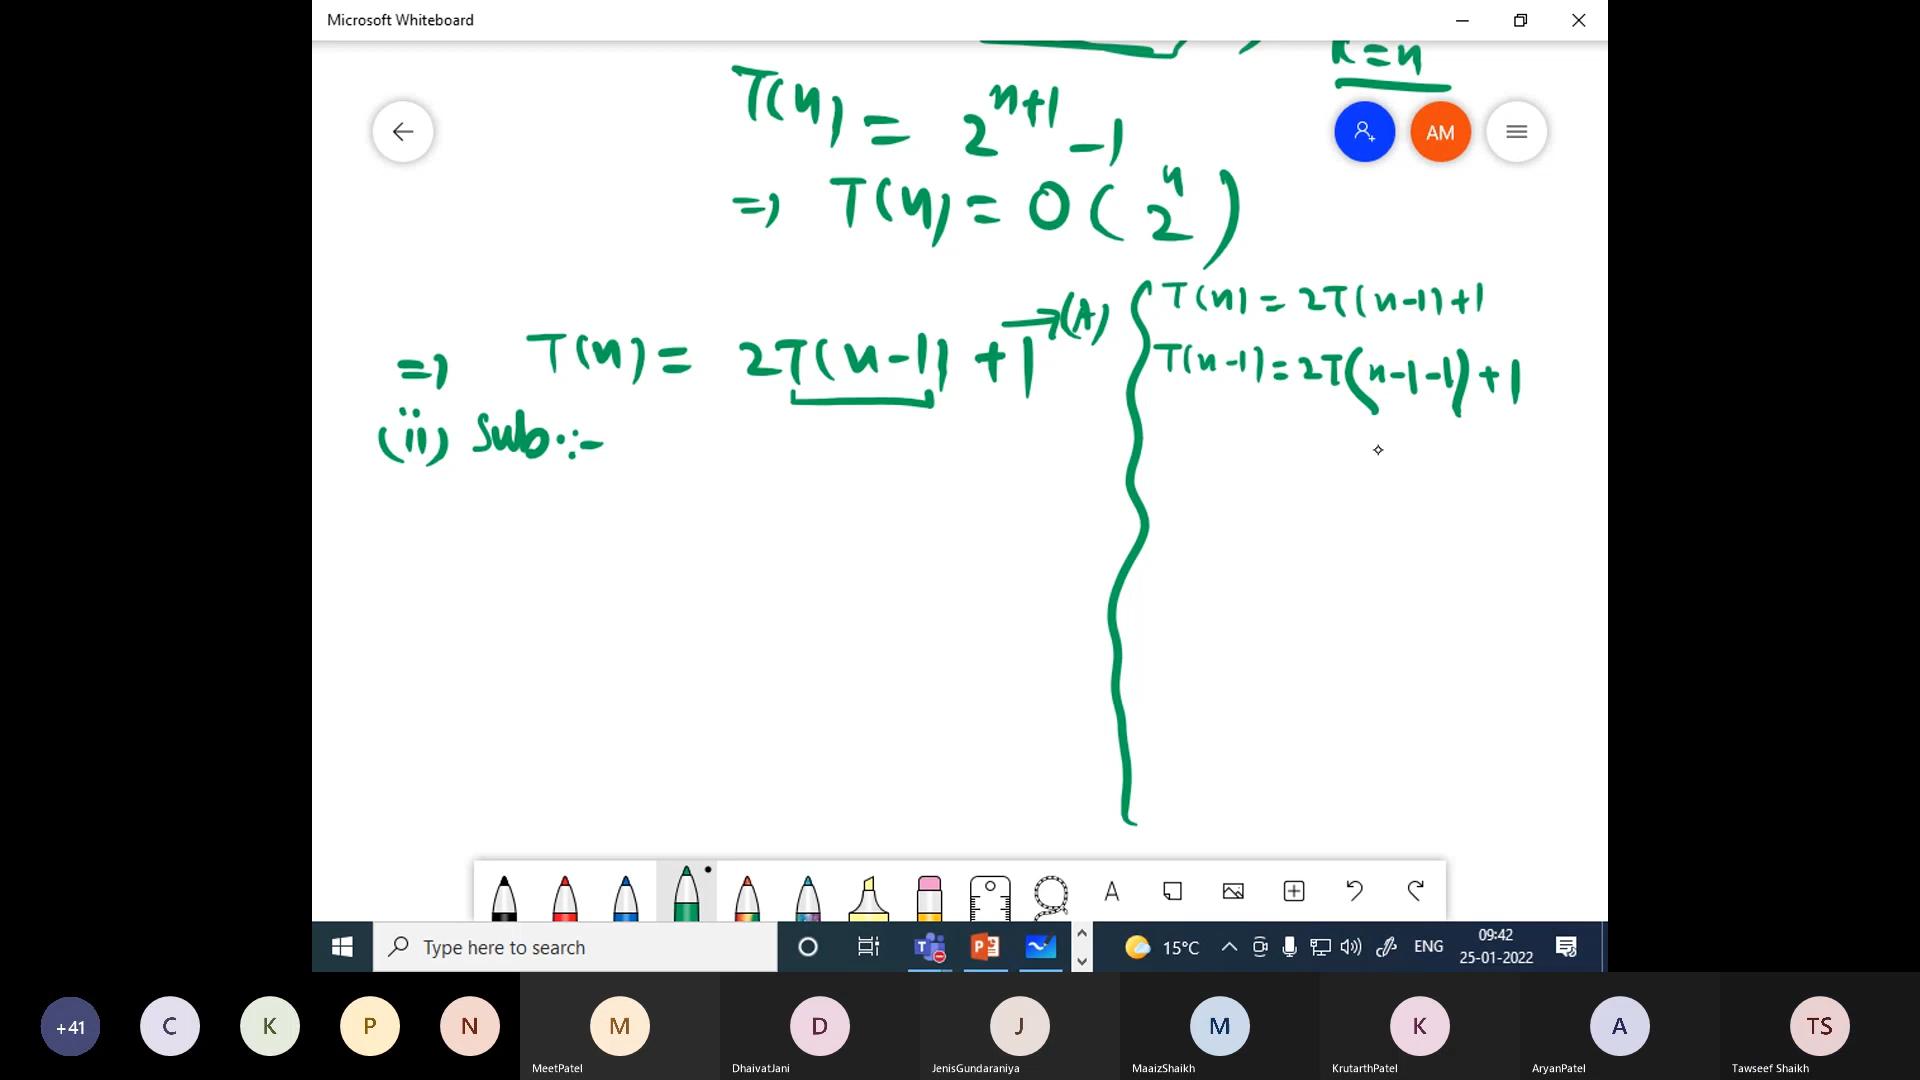 Microsoft Whiteboard
K=n
T(n) = 2^{n+1} -1
AM
=> T(n) = O(2^n)
=> T(n) = 2T(n-1) +1 →(A)
T(n) = 2T(n-1)+1
T(n-1) = 2T(n-1-1)+1
(ii) Sub.:-
A
Type here to search
15°C
ENG
09:42
25-01-2022
+41
C
K
P
N
M
D
J
M
K
A
TS
MeetPatel
DhaivatJani
JenisGundaraniya
MaaizShaikh
KrutarthPatel
AryanPatel
Tawseef Shaikh